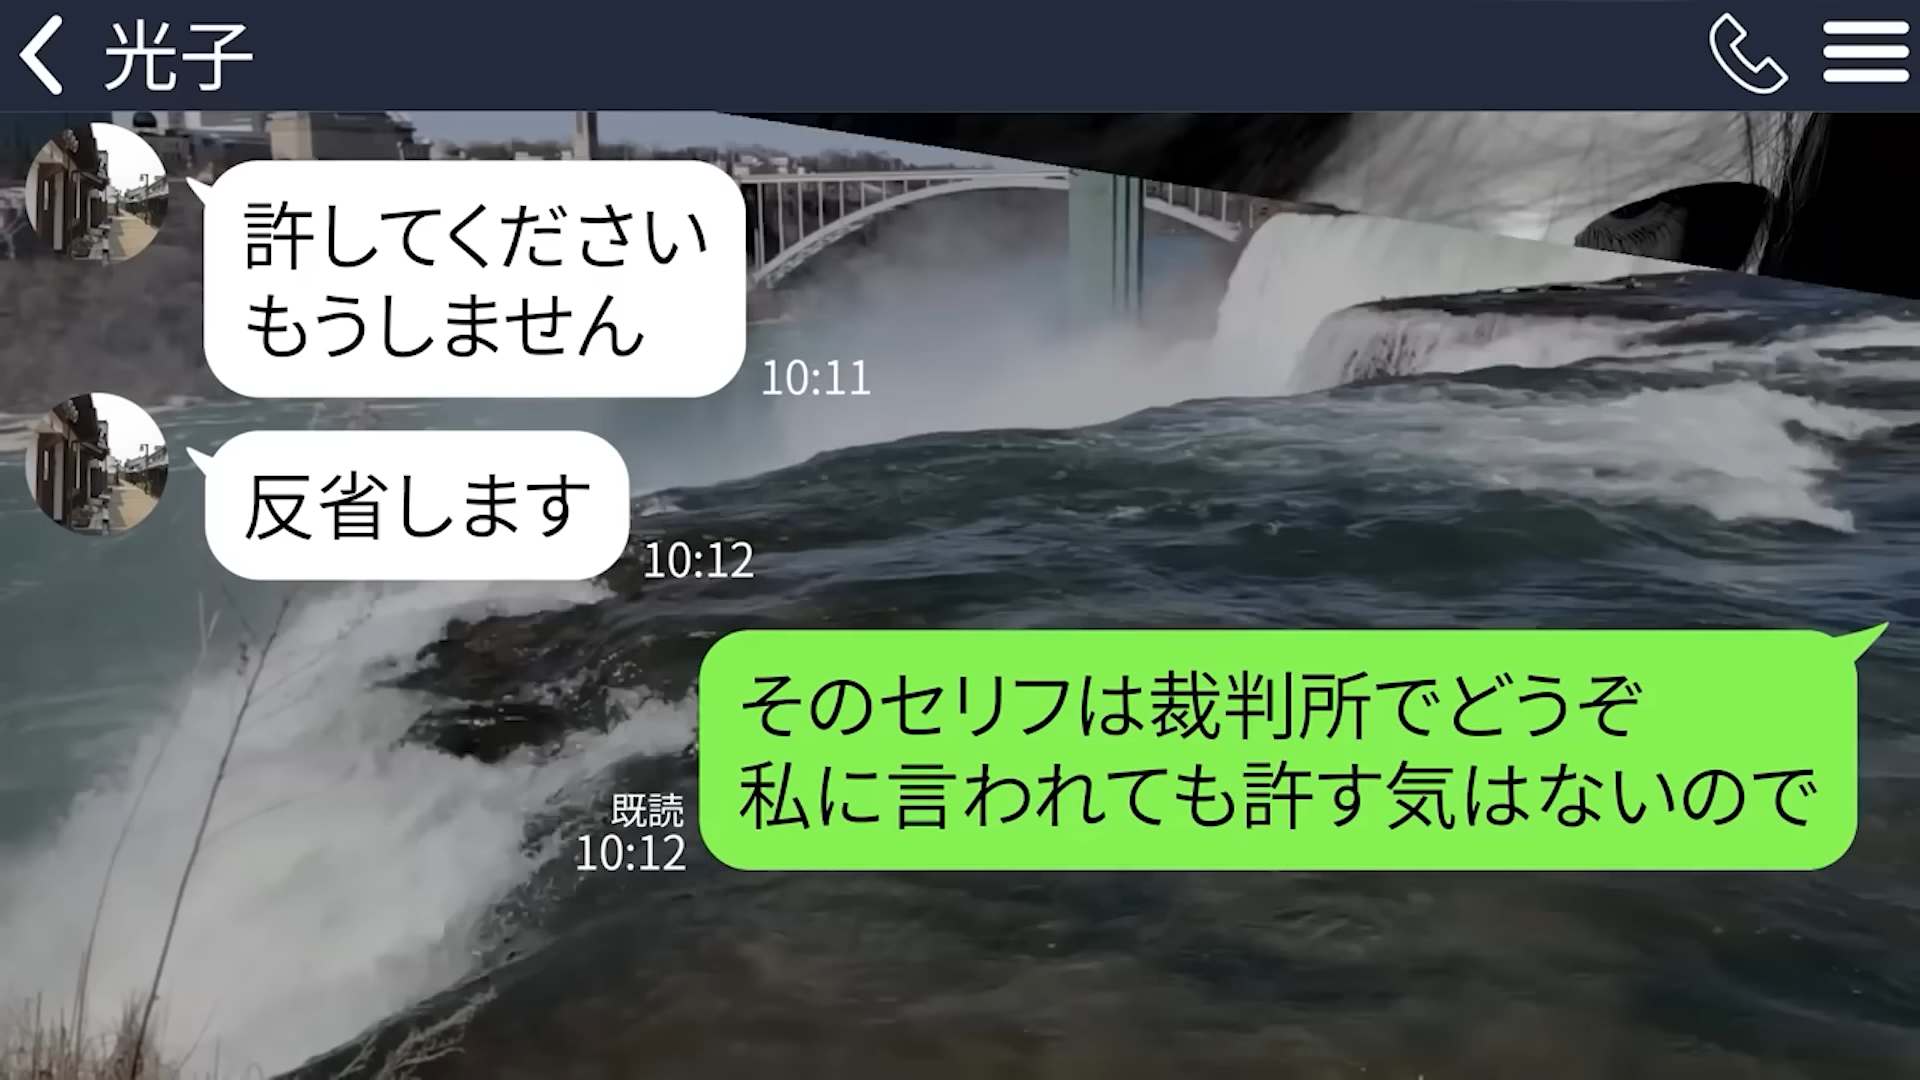 光子
許してください
もうしません
10:11
反省します
10:12
そのセリフは裁判所でどうぞ
私に言われても許す気はないので
既読
10:12